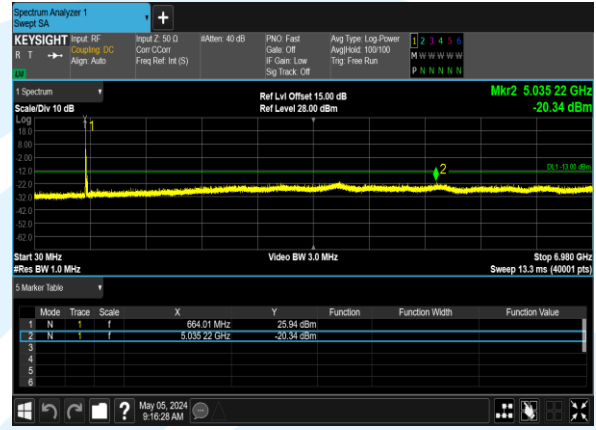 Spectrum Analyzer 1
Swept SA
KEYSIGHT Input: RF Input Z: 50 Ω #Atten: 40 dB PNO: Fast Avg Type: Log-Power 1 2 3 4 5 6
R T Coupling: DC Corr CCorr Gate: Off Avg|Hold: 100/100 M W W W W W
Align: Auto Freq Ref: Int (S) IF Gain: Low Trig: Free Run P N N N N N
Sig Track: Off
1 Spectrum Ref Lvl Offset 15.00 dB Mkr2 5.035 22 GHz
Scale/Div 10 dB Ref Level 28.00 dBm -20.34 dBm
Log
1
18.0
8.00
-2.00
2
DL1 -13.00 dBm
-12.0
-22.0
-32.0
-42.0
-52.0
-62.0
Start 30 MHz Video BW 3.0 MHz Stop 6.980 GHz
#Res BW 1.0 MHz Sweep 13.3 ms (40001 pts)
5 Marker Table
Mode Trace Scale X Y Function Function Width Function Value
1 N 1 f 664.01 MHz 25.94 dBm
2 N 1 f 5.035 22 GHz -20.34 dBm
3
4
5
6
May 05, 2024
9:16:28 AM